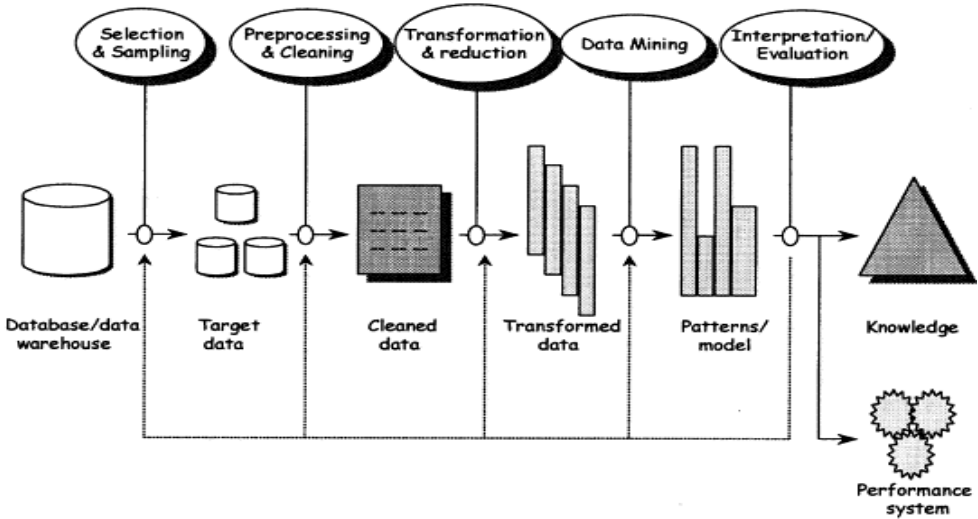 Selection
& Sampling
Preprocessing
& Cleaning
Transformation
& reduction
Data Mining
Interpretation/
Evaluation
Database/data
warehouse
Target
data
Cleaned
data
Transformed
data
Patterns/
model
Knowledge
Performance
system